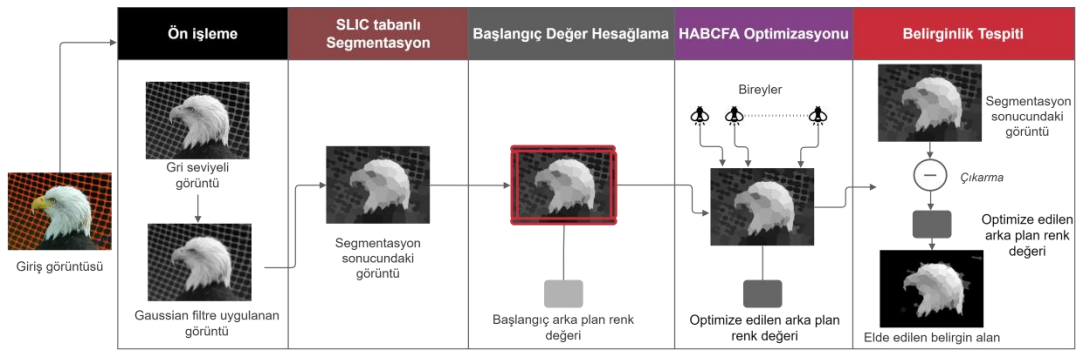 Ön işleme
SLIC tabanlı
Segmentasyon
Başlangıç Değer Hesağlama
HABCFA Optimizasyonu
Belirginlik Tespiti
Giriş görüntüsü
Gri seviyeli
görüntü
Gaussian filtre uygulanan
görüntü
Segmentasyon
sonucundaki
görüntü
Başlangıç arka plan renk
değeri
Bireyler
Optimize edilen arka plan
renk değeri
Segmentasyon
sonucundaki
görüntü
Çıkarma
Optimize edilen
arka plan renk
değeri
Elde edilen belirgin alan